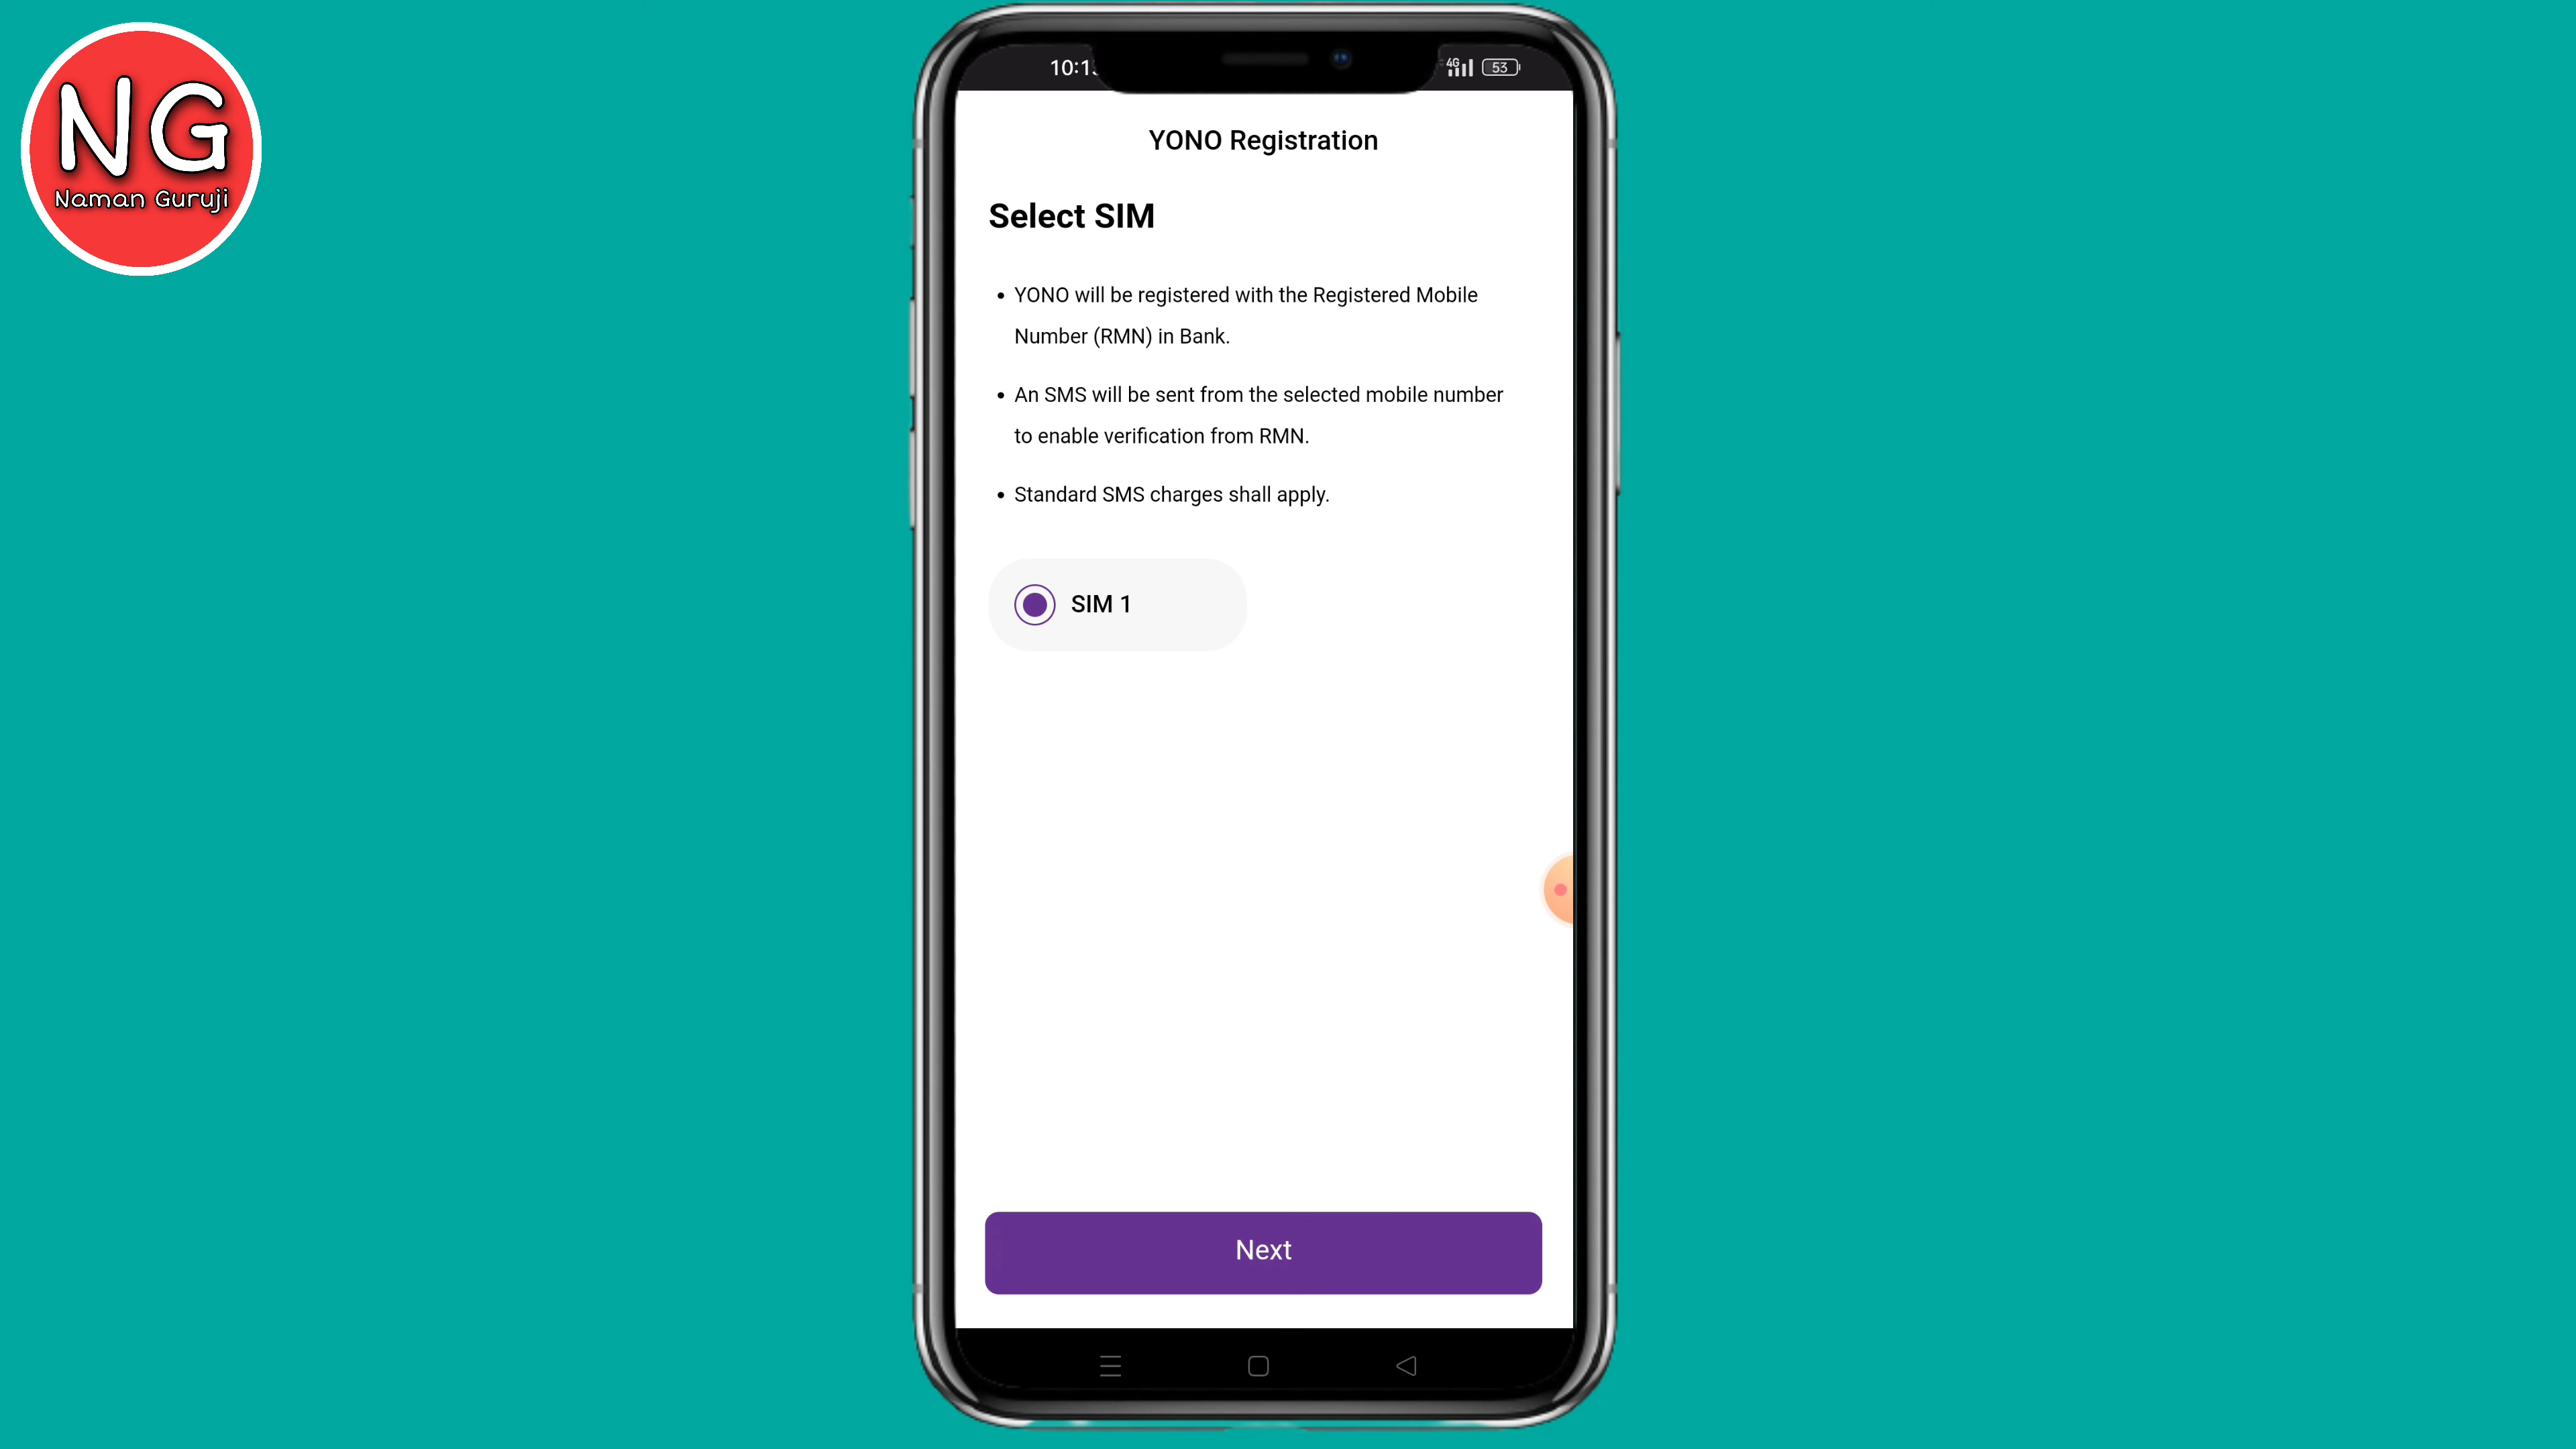 NG
Naman Guruji
4G
53
YONO Registration
Select SIM
• YONO will be registered with the Registered Mobile
Number (RMN) in Bank.
• An SMS will be sent from the selected mobile number
to enable verification from RMN.
• Standard SMS charges shall apply.
SIM 1
Next